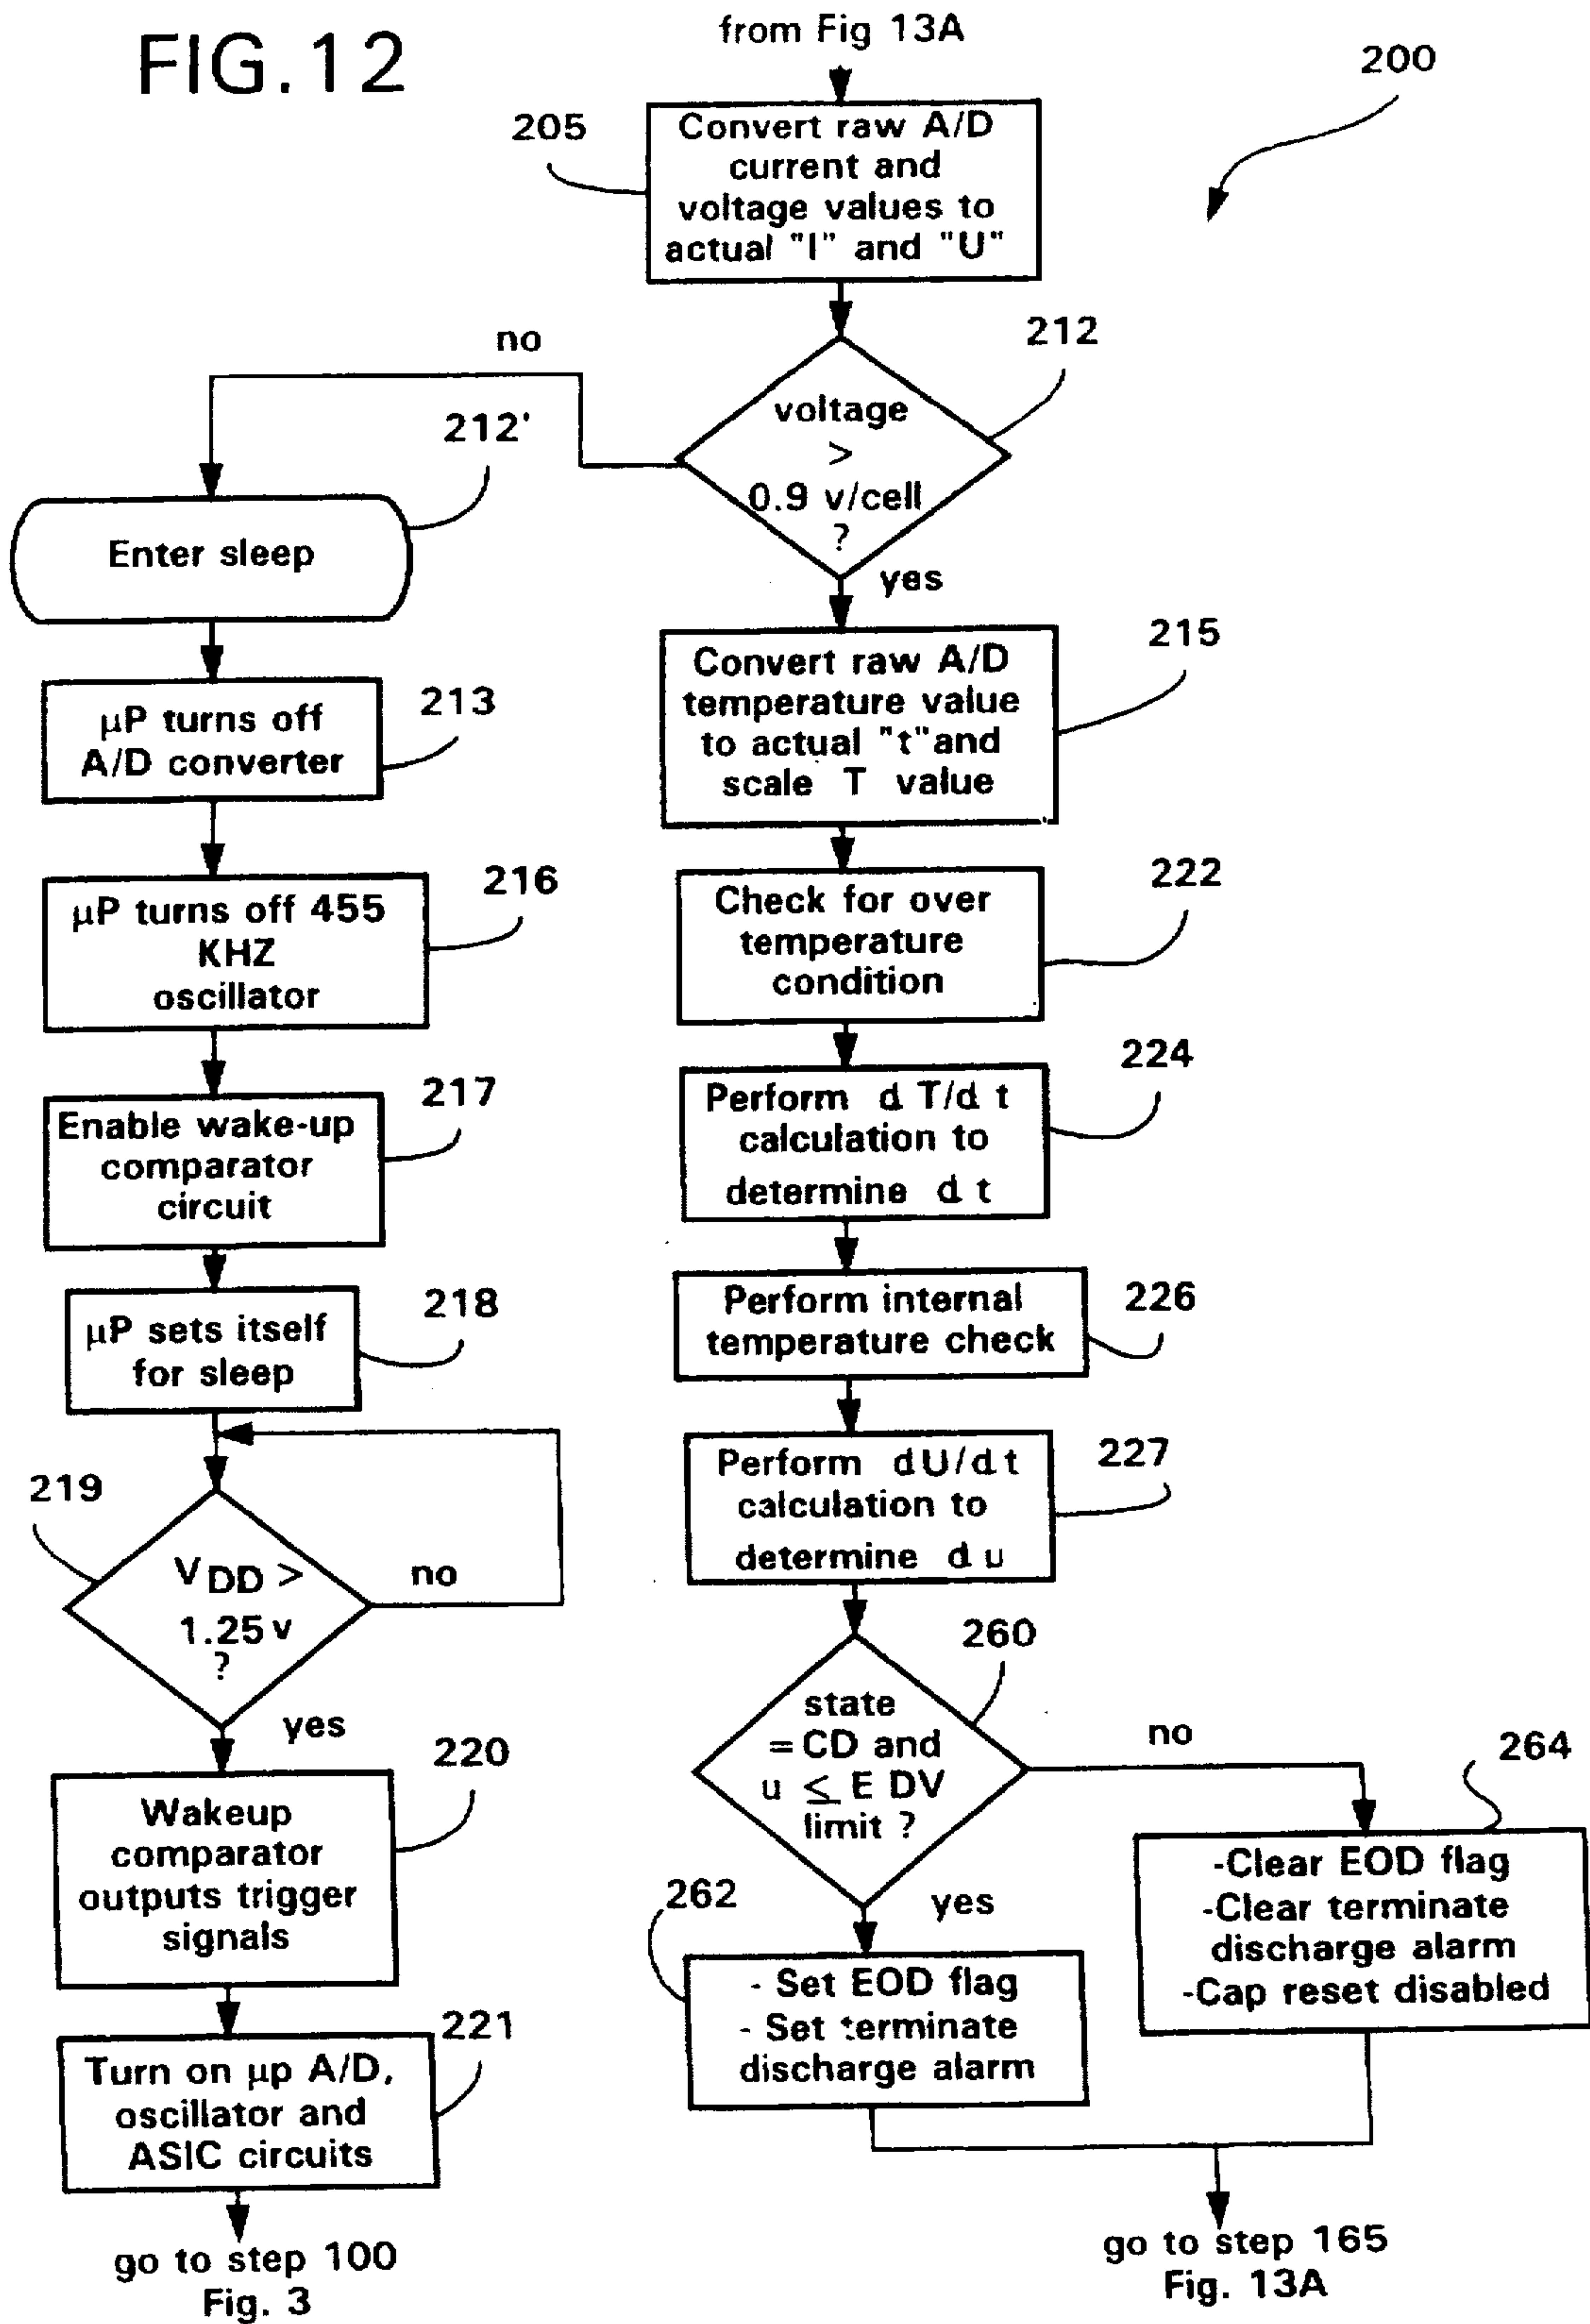 FIG.12
from Fig 13A
200
205
Convert raw A/D
current and
voltage values to
actual "I" and "U"
no
212
voltage
>
0.9 v/cell
?
yes
212'
Enter sleep
213
µP turns off
A/D converter
216
µP turns off 455
KHZ
oscillator
217
Enable wake-up
comparator
circuit
218
µP sets itself
for sleep
219
VDD >
1.25 v
?
no
yes
220
Wakeup
comparator
outputs trigger
signals
221
Turn on µp A/D,
oscillator and
ASIC circuits
go to step 100
Fig. 3
215
Convert raw A/D
temperature value
to actual "t"and
scale T value
222
Check for over
temperature
condition
224
Perform d T/d t
calculation to
determine d t
226
Perform internal
temperature check
227
Perform dU/d t
calculation to
determine d u
260
state
= CD and
u ≤ E DV
limit ?
no
yes
264
-Clear EOD flag
-Clear terminate
discharge alarm
-Cap reset disabled
262
- Set EOD flag
- Set terminate
discharge alarm
go to step 165
Fig. 13A